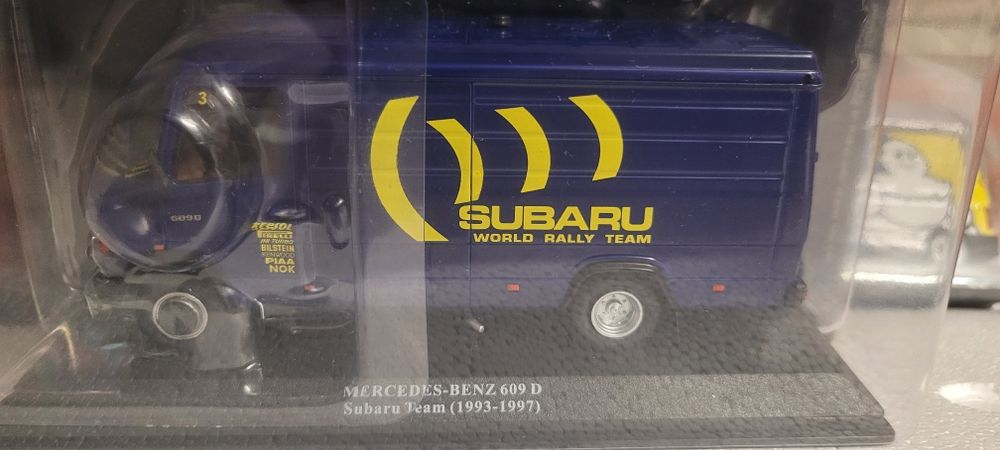 3
SUBARU
WORLD RALLY TEAM
609D
PIRELLI
BILSTEIN
KENWOOD
PIAA
NOK
MERCEDES-BENZ 609 D
Subaru Team (1993-1997)